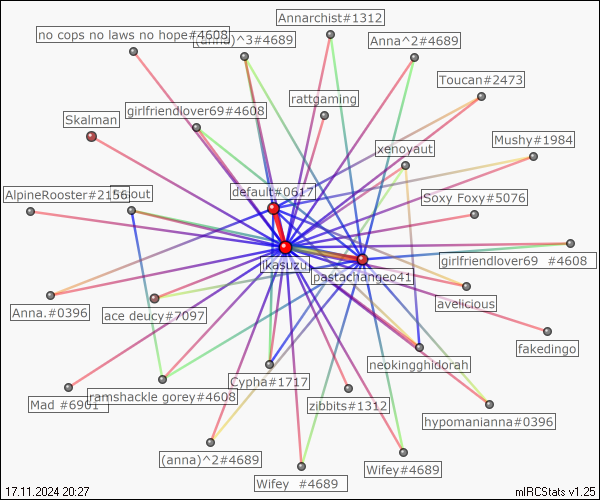 Annarchist#1312
no cops no laws no hope#4608
(anna)^3#4689
Anna^2#4689
Toucan#2473
rattgaming
girlfriendlover69#4608
Skalman
Mushy#1984
xenoyaut
default#0617
AlpineRooster#2156
Soxy Foxy#5076
girlfriendlover69 #4608
ikasuzu
pastachangeo41
avelicious
Anna.#0396
ace deucy#7097
fakedingo
neokingghidorah
Cypha#1717
ramshackle gorey#4608
Mad #6901
zibbits#1312
hypomanianna#0396
(anna)^2#4689
Wifey#4689
Wifey #4689
17.11.2024 20:27
mIRCStats v1.25